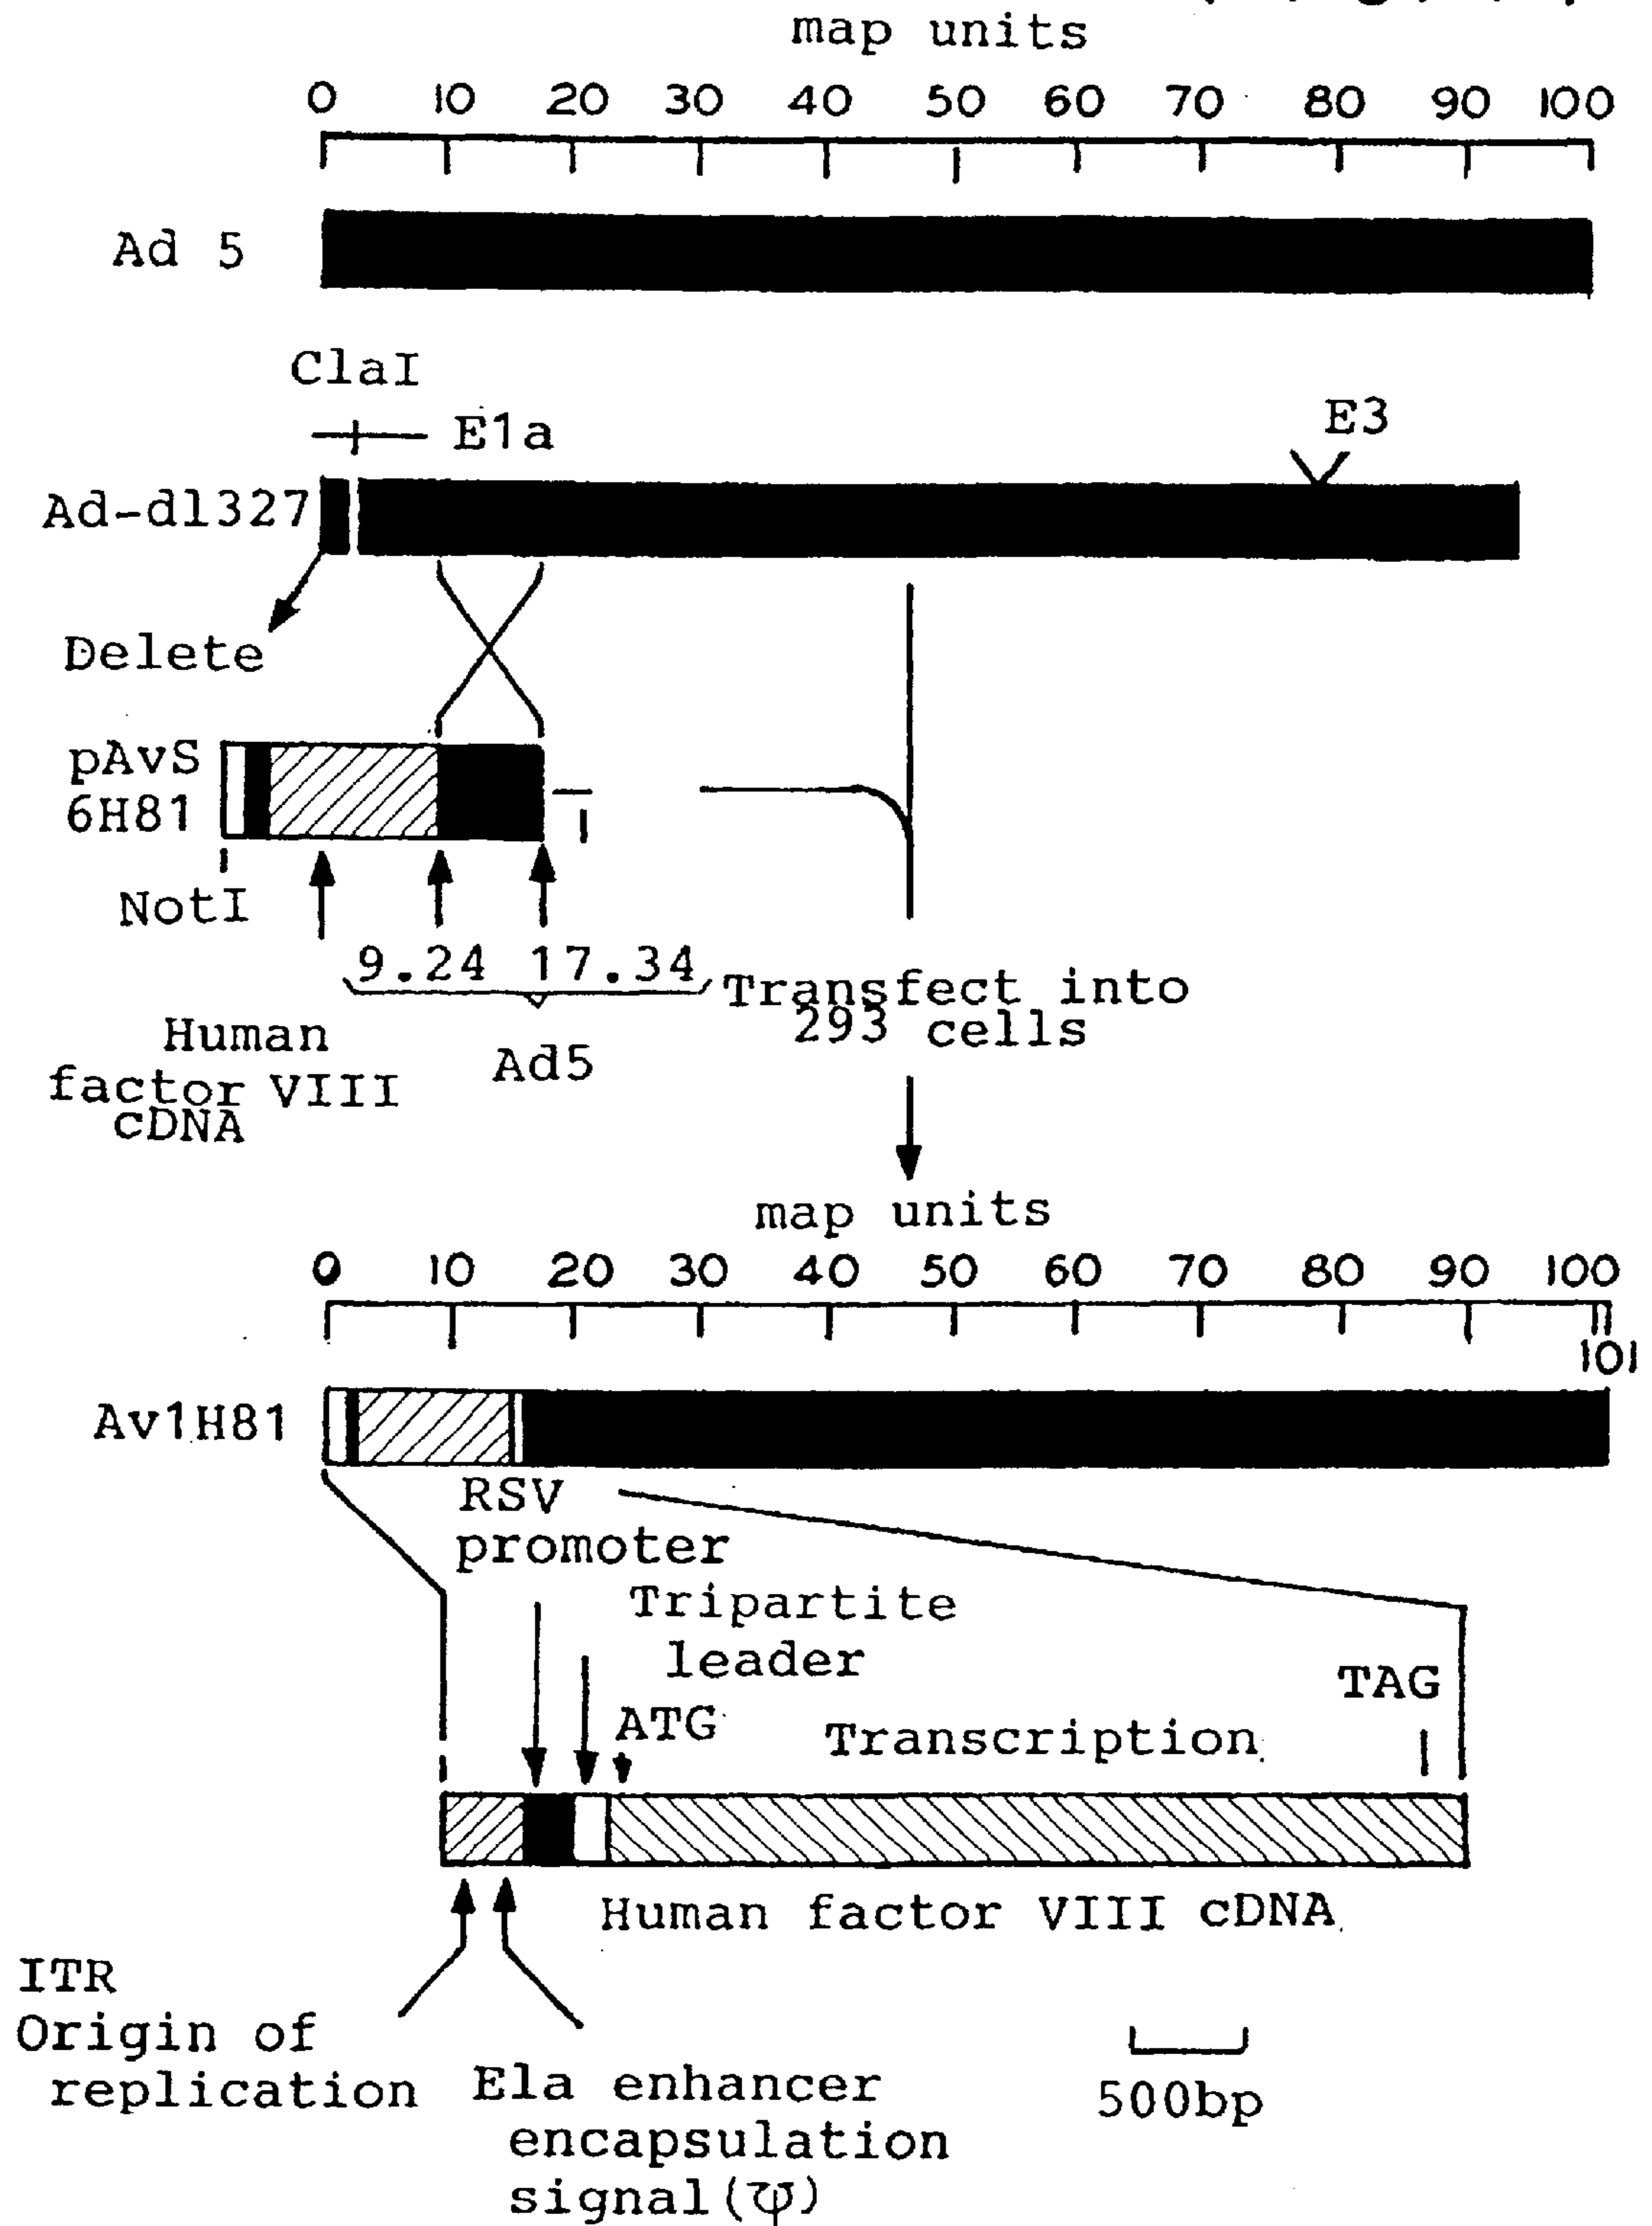 map units
0 10 20 30 40 50 60 70 80 90 100
Ad 5
ClaI
E1a
E3
Ad-dl327
Delete
pAvS
6H81
NotI
9.24 17.34
Transfect into
293 cells
Human
factor VIII
cDNA
Ad5
map units
0 10 20 30 40 50 60 70 80 90 100
101
Av1H81
RSV
promoter
Tripartite
leader
ATG
Transcription
TAG
Human factor VIII cDNA
ITR
Origin of
replication
Ela enhancer
encapsulation
signal(ψ)
500bp